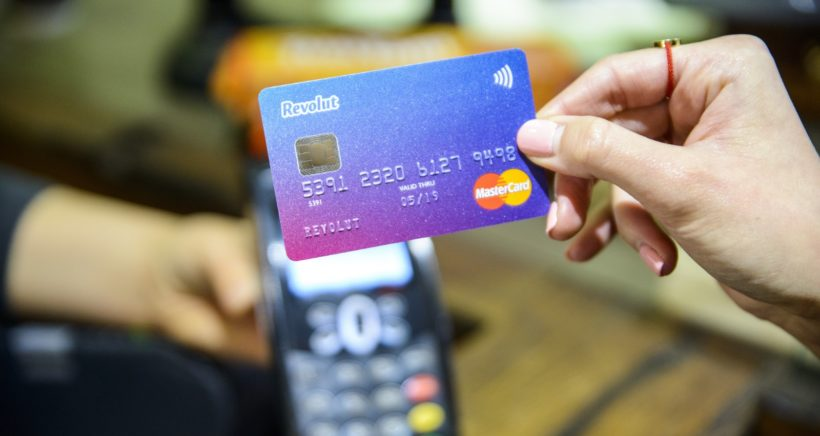 Revolut
5391 2320 6127 9498
5391
VALID THRU
05/19
REVOLUT
MasterCard